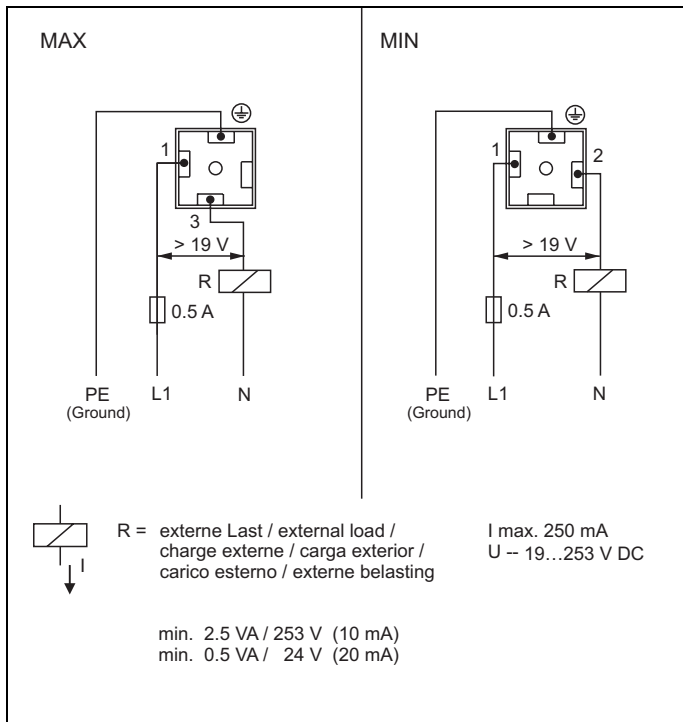 MAX
1
3
> 19 V
R
0.5 A
PE
(Ground)
L1
N
MIN
1
2
> 19 V
R
0.5 A
PE
(Ground)
L1
N
I
R = externe Last / external load /
charge externe / carga exterior /
carico esterno / externe belasting
I max. 250 mA
U -- 19...253 V DC
min. 2.5 VA / 253 V (10 mA)
min. 0.5 VA / 24 V (20 mA)